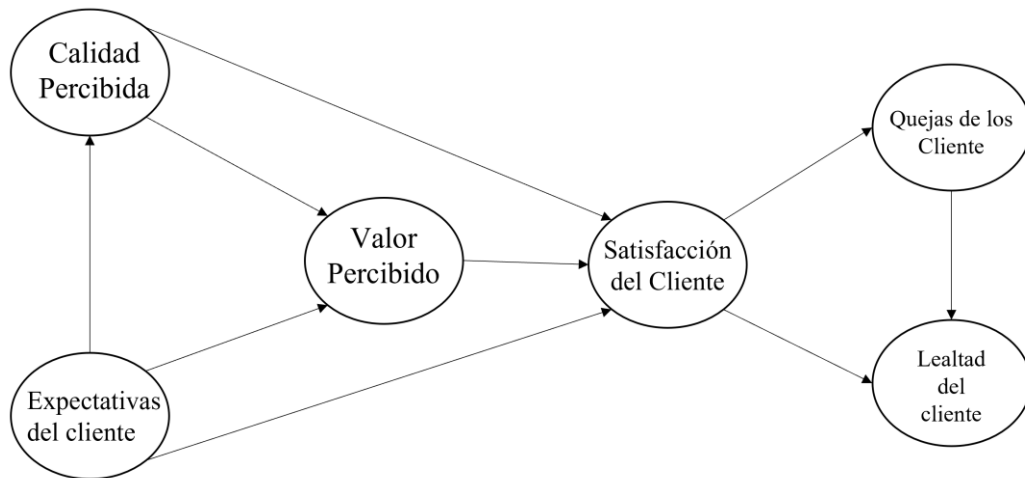 Calidad
Percibida
Quejas de los
Cliente
Valor
Percibido
Satisfacción
del Cliente
Expectativas
del cliente
Lealtad
del
cliente